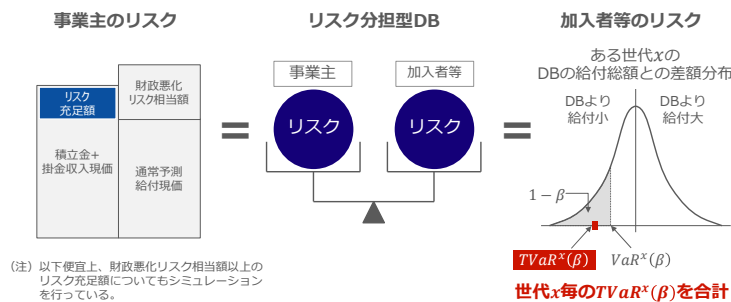 事業主のリスク
リスク
充足額
財政悪化
リスク相当額
積立金+
掛金収入現価
通常予測
給付現価
(注) 以下便宜上、財政悪化リスク相当額以上の
リスク充足額についてもシミュレーション
を行っている。
=
リスク分担型DB
事業主
加入者等
リスク
リスク
=
加入者等のリスク
ある世代xの
DBの給付総額との差額分布
DBより
給付小
DBより
給付大
1 − β
TVaRˣ(β)
VaRˣ(β)
世代x毎のTVaRˣ(β)を合計